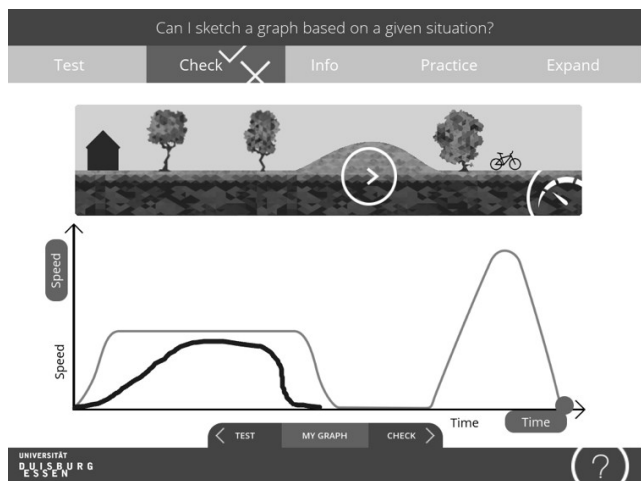 Can I sketch a graph based on a given situation?
Test
Check
Info
Practice
Expand
Speed
Speed
Time
Time
TEST
MY GRAPH
CHECK
UNIVERSITÄT
DUISBURG
ESSEN
?